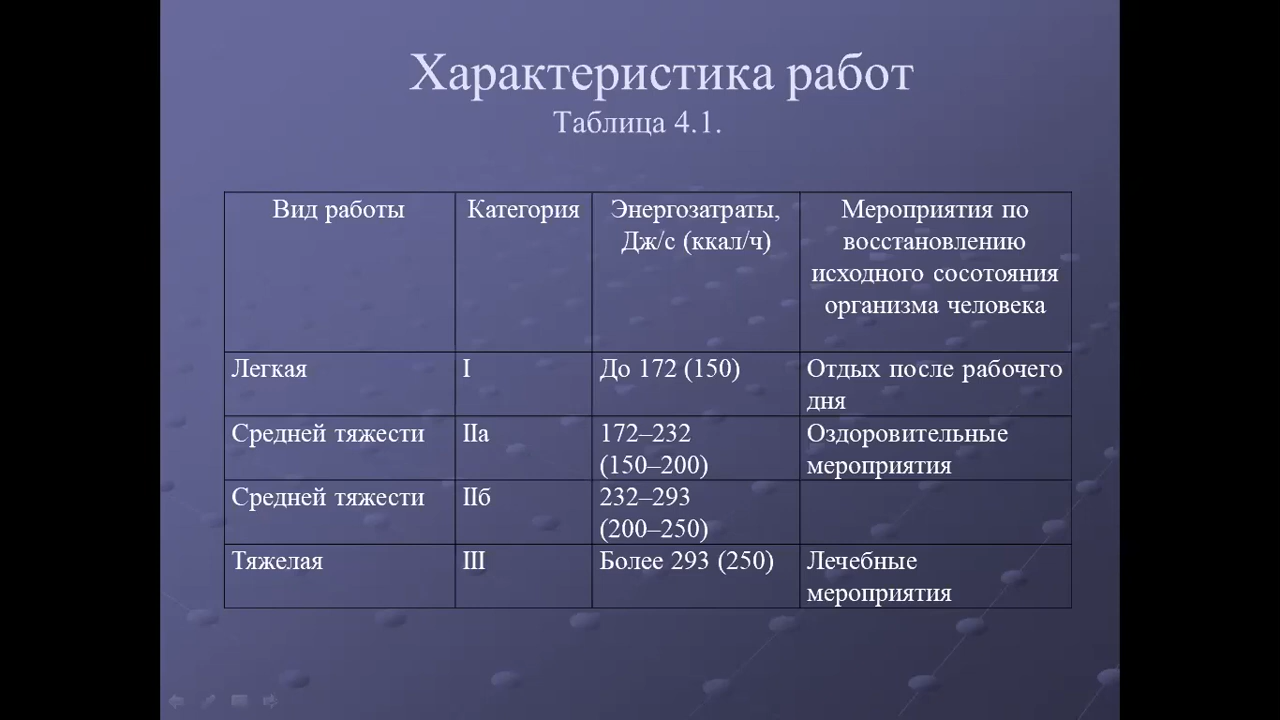 Характеристика работ
Таблица 4.1.
Вид работы
Категория
Энергозатраты,
Дж/с (ккал/ч)
Мероприятия по
восстановлению
исходного сосотояния
организма человека
Легкая
I
До 172 (150)
Отдых после рабочего
дня
Средней тяжести
IIа
172–232
(150–200)
Оздоровительные
мероприятия
Средней тяжести
IIб
232–293
(200–250)
Тяжелая
III
Более 293 (250)
Лечебные
мероприятия